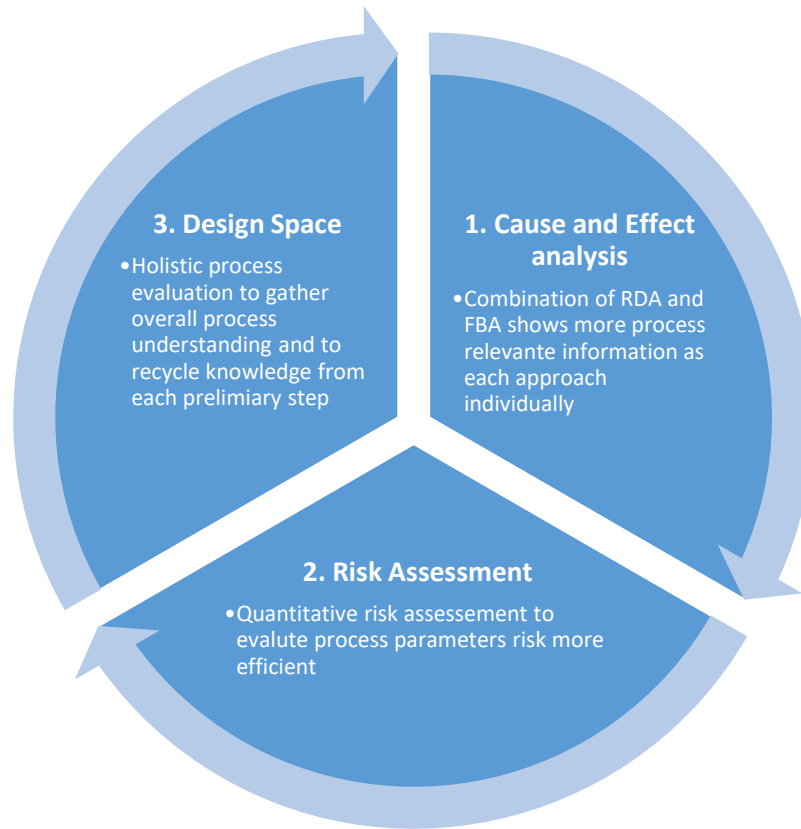 1. Cause and Effect
analysis
•Combination of RDA and
FBA shows more process
relevante information as
each approach
individually
2. Risk Assessment
•Quantitative risk assessement to
evalute process parameters risk more
efficient
3. Design Space
•Holistic process
evaluation to gather
overall process
understanding and to
recycle knowledge from
each prelimiary step